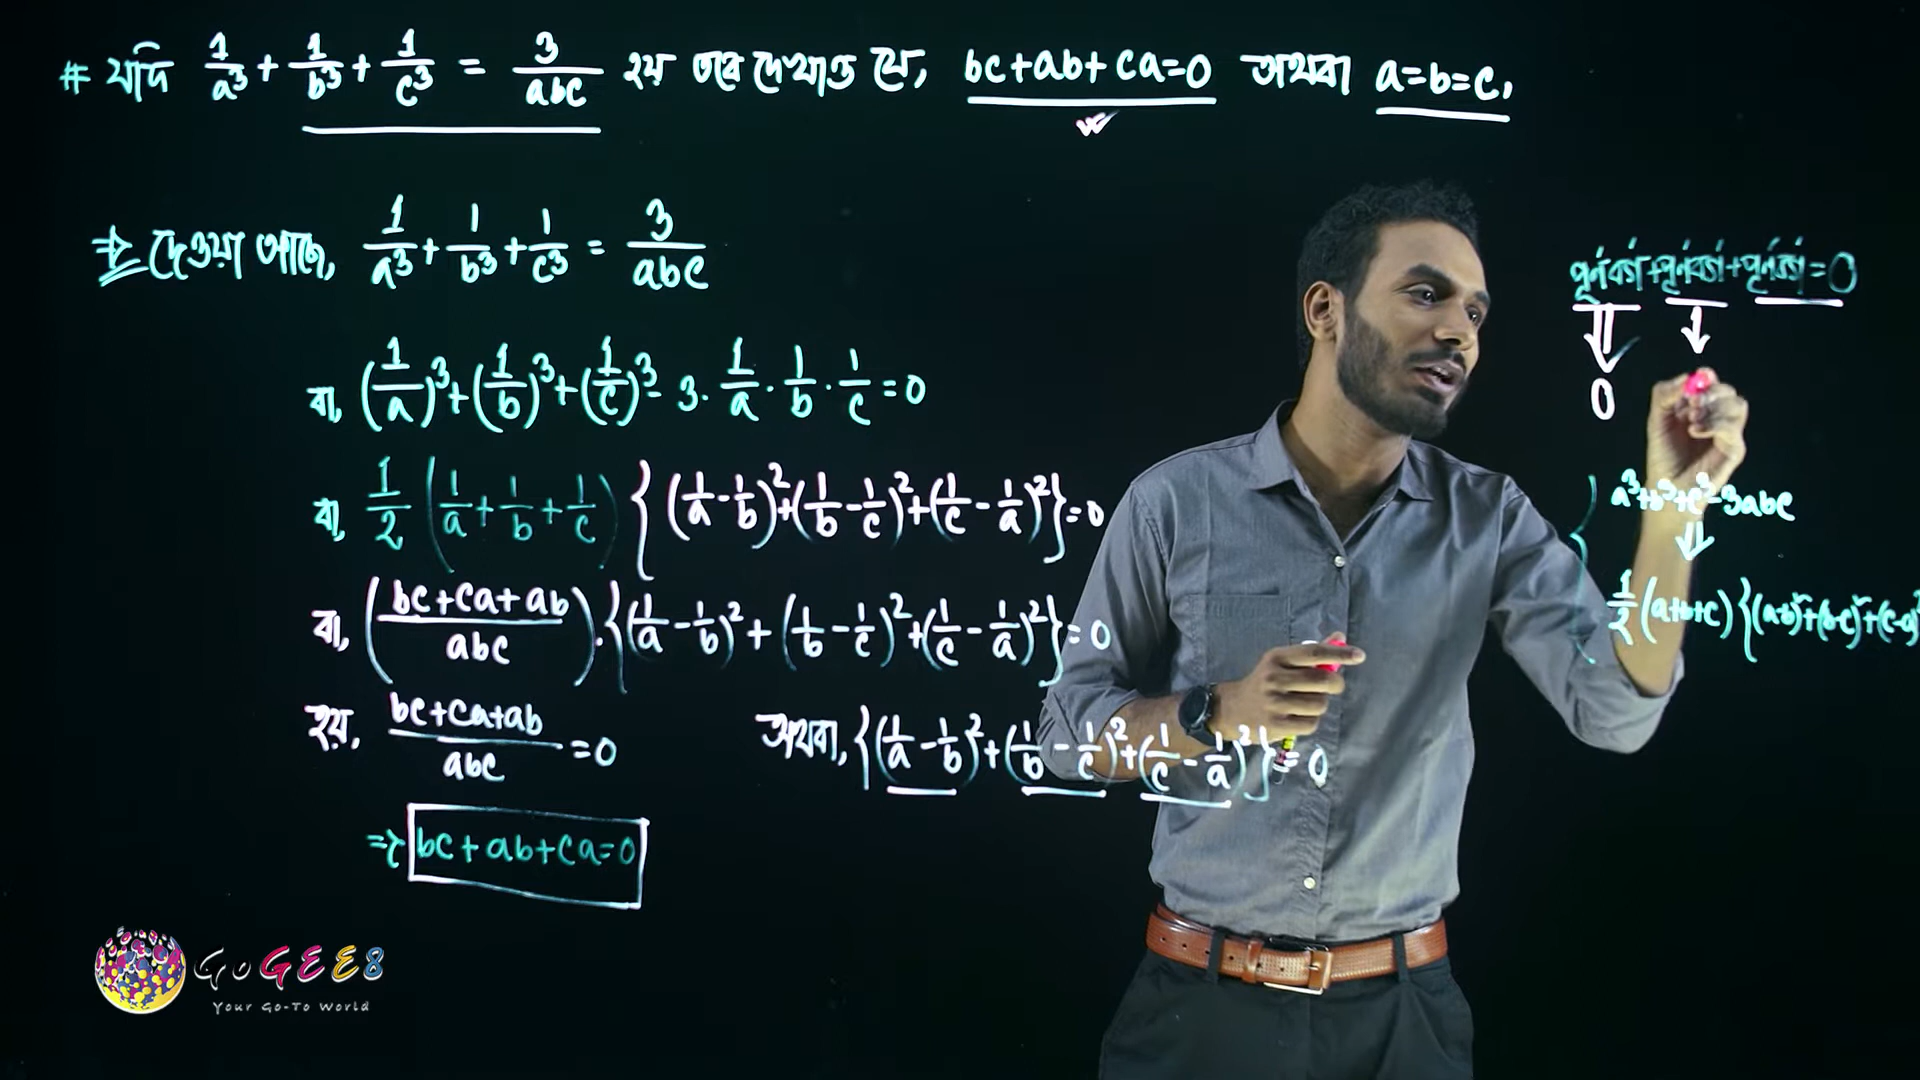 # যদি 1/a³ + 1/b³ + 1/c³ = 3/abc হয় তবে দেখাও যে, bc+ab+ca=0 অথবা a=b=c,
⇒ দেওয়া আছে, 1/a³ + 1/b³ + 1/c³ = 3/abc
বা, (1/a)³+(1/b)³+(1/c)³- 3. 1/a . 1/b . 1/c = 0
বা, 1/2 (1/a + 1/b + 1/c) { (1/a - 1/b)²+(1/b - 1/c)²+(1/c - 1/a)²}=0
বা, (bc+ca+ab / abc).{(1/a - 1/b)² + (1/b - 1/c)²+(1/c - 1/a)²}=0
হয়, bc+ca+ab / abc = 0 অথবা, {(1/a - 1/b)²+(1/b - 1/c)²+(1/c - 1/a)²} = 0
⇒ bc+ab+ca=0
পূর্ণবর্গ+পূর্ণবর্গ+পূর্ণবর্গ=0
0
a³+b³+c³-3abc
1/2 (a+b+c) {(a-b)²+(b-c)²+(c-a)²
GoGEE8
Your Go-To World